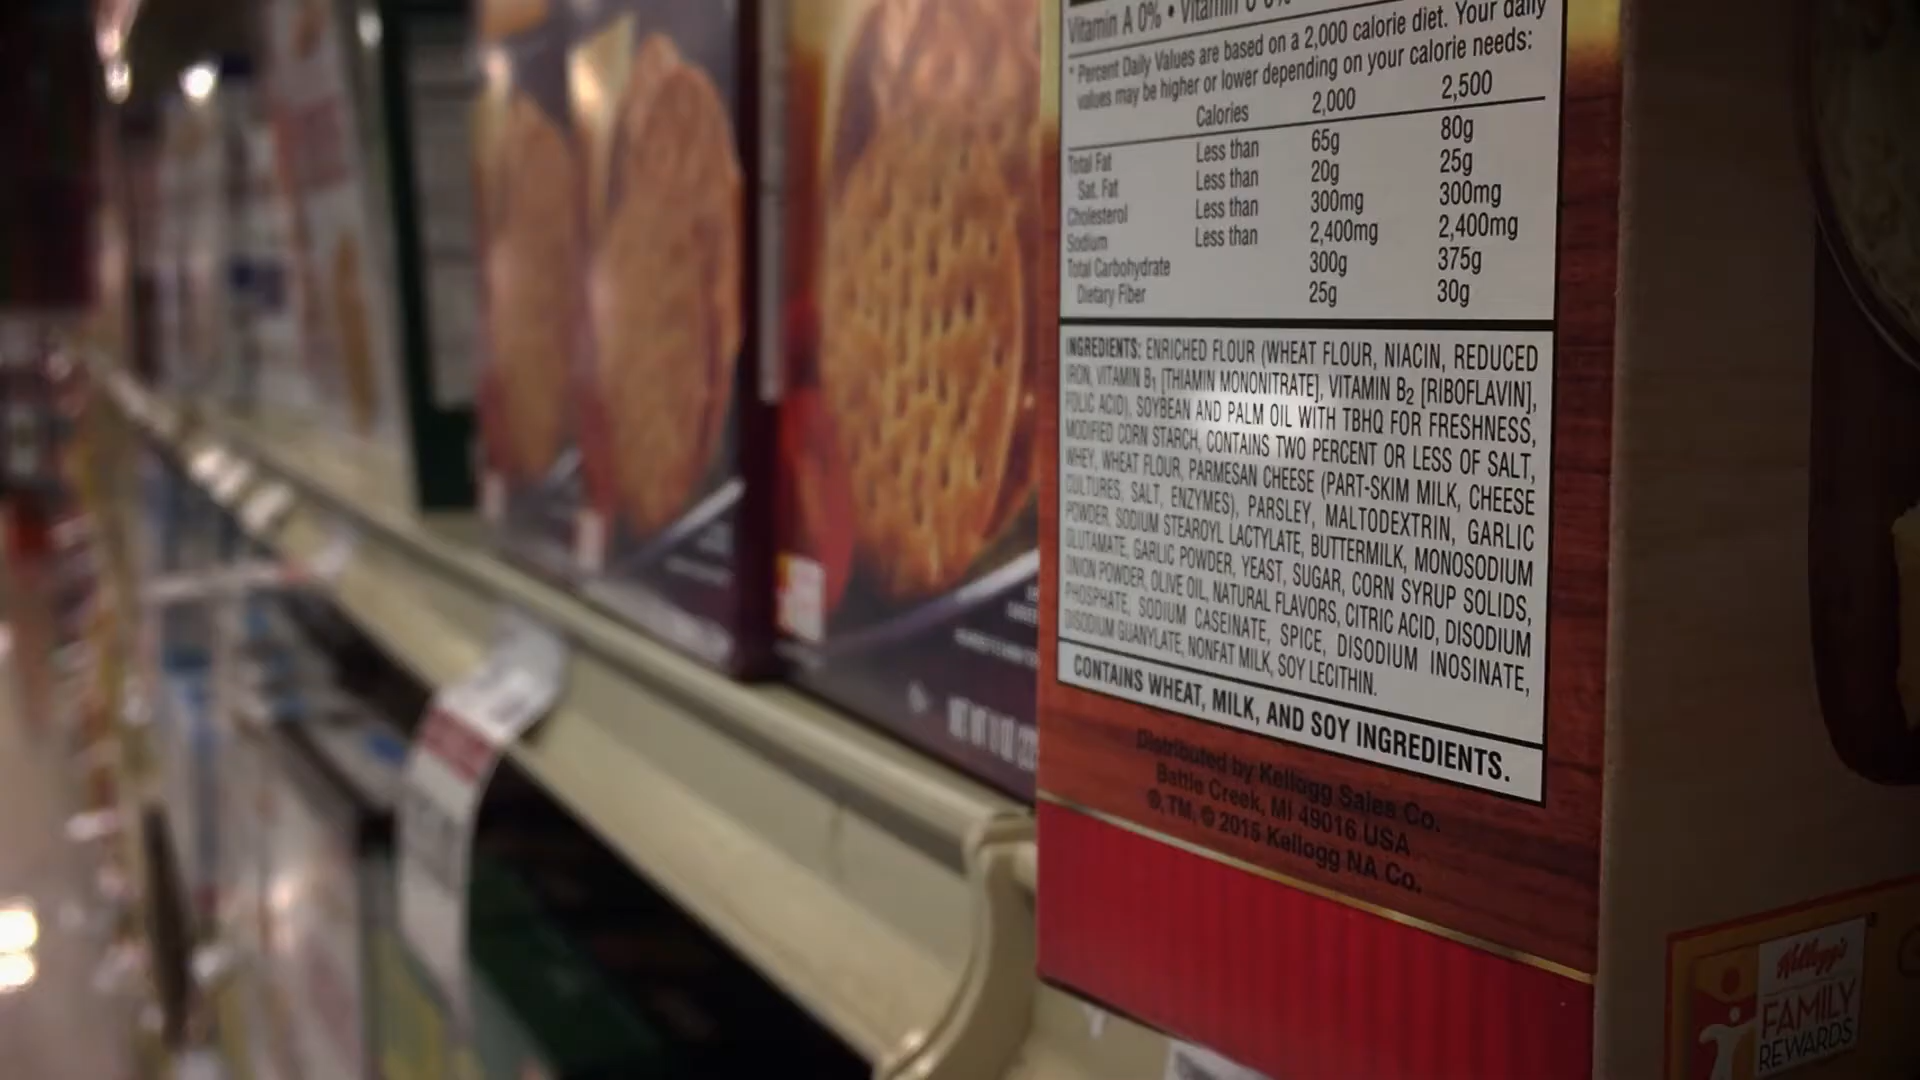 Vitamin A 0% • Vitamin C 0%
* Percent Daily Values are based on a 2,000 calorie diet. Your daily
values may be higher or lower depending on your calorie needs:
Calories 2,000 2,500
Total Fat Less than 65g 80g
Sat. Fat Less than 20g 25g
Cholesterol Less than 300mg 300mg
Sodium Less than 2,400mg 2,400mg
Total Carbohydrate 300g 375g
Dietary Fiber 25g 30g
INGREDIENTS: ENRICHED FLOUR (WHEAT FLOUR, NIACIN, REDUCED
IRON, VITAMIN B1 [THIAMIN MONONITRATE], VITAMIN B2 [RIBOFLAVIN],
FOLIC ACID), SOYBEAN AND PALM OIL WITH TBHQ FOR FRESHNESS,
MODIFIED CORN STARCH, CONTAINS TWO PERCENT OR LESS OF SALT,
WHEY, WHEAT FLOUR, PARMESAN CHEESE (PART-SKIM MILK, CHEESE
CULTURES, SALT, ENZYMES), PARSLEY, MALTODEXTRIN, GARLIC
POWDER, SODIUM STEAROYL LACTYLATE, BUTTERMILK, MONOSODIUM
GLUTAMATE, GARLIC POWDER, YEAST, SUGAR, CORN SYRUP SOLIDS,
ONION POWDER, OLIVE OIL, NATURAL FLAVORS, CITRIC ACID, DISODIUM
PHOSPHATE, SODIUM CASEINATE, SPICE, DISODIUM INOSINATE,
DISODIUM GUANYLATE, NONFAT MILK, SOY LECITHIN.
CONTAINS WHEAT, MILK, AND SOY INGREDIENTS.
Distributed by Kellogg Sales Co.
Battle Creek, MI 49016 USA
®, TM, © 2015 Kellogg NA Co.
Kellogg's
FAMILY
REWARDS